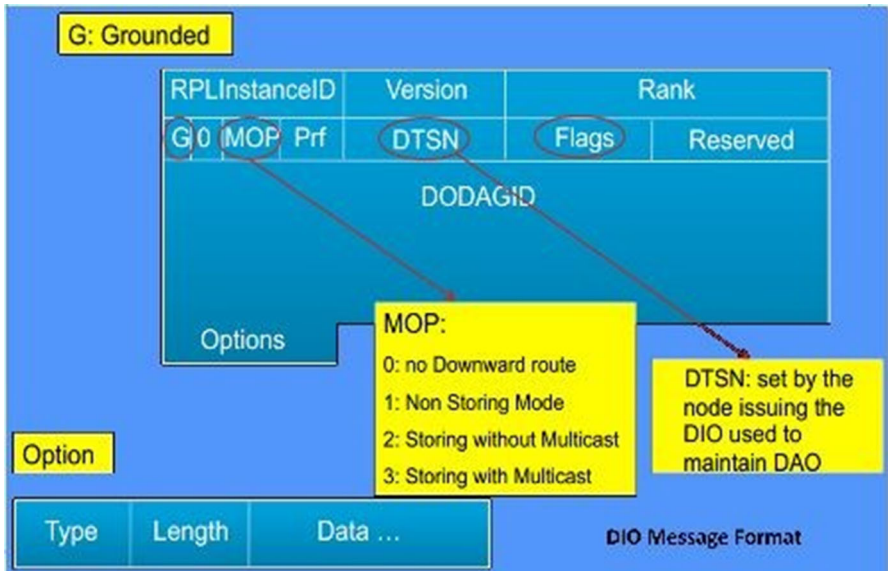 G: Grounded
RPLInstanceID Version Rank
G 0 MOP Prf DTSN Flags Reserved
DODAGID
Options
MOP:
0: no Downward route
1: Non Storing Mode
2: Storing without Multicast
3: Storing with Multicast
DTSN: set by the
node issuing the
DIO used to
maintain DAO
Option
Type Length Data ...
DIO Message Format